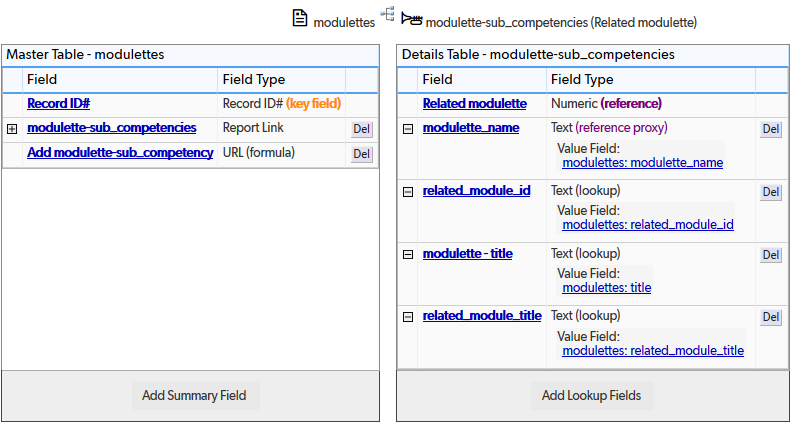 modulettes modulette-sub_competencies (Related modulette)
Master Table - modulettes
Field Field Type
Record ID# Record ID# (key field)
modulette-sub_competencies Report Link Del
Add modulette-sub_competency URL (formula) Del
Add Summary Field
Details Table - modulette-sub_competencies
Field Field Type
Related modulette Numeric (reference)
modulette_name Text (reference proxy) Del
Value Field:
modulettes: modulette_name
related_module_id Text (lookup) Del
Value Field:
modulettes: related_module_id
modulette - title Text (lookup) Del
Value Field:
modulettes: title
related_module_title Text (lookup) Del
Value Field:
modulettes: related_module_title
Add Lookup Fields